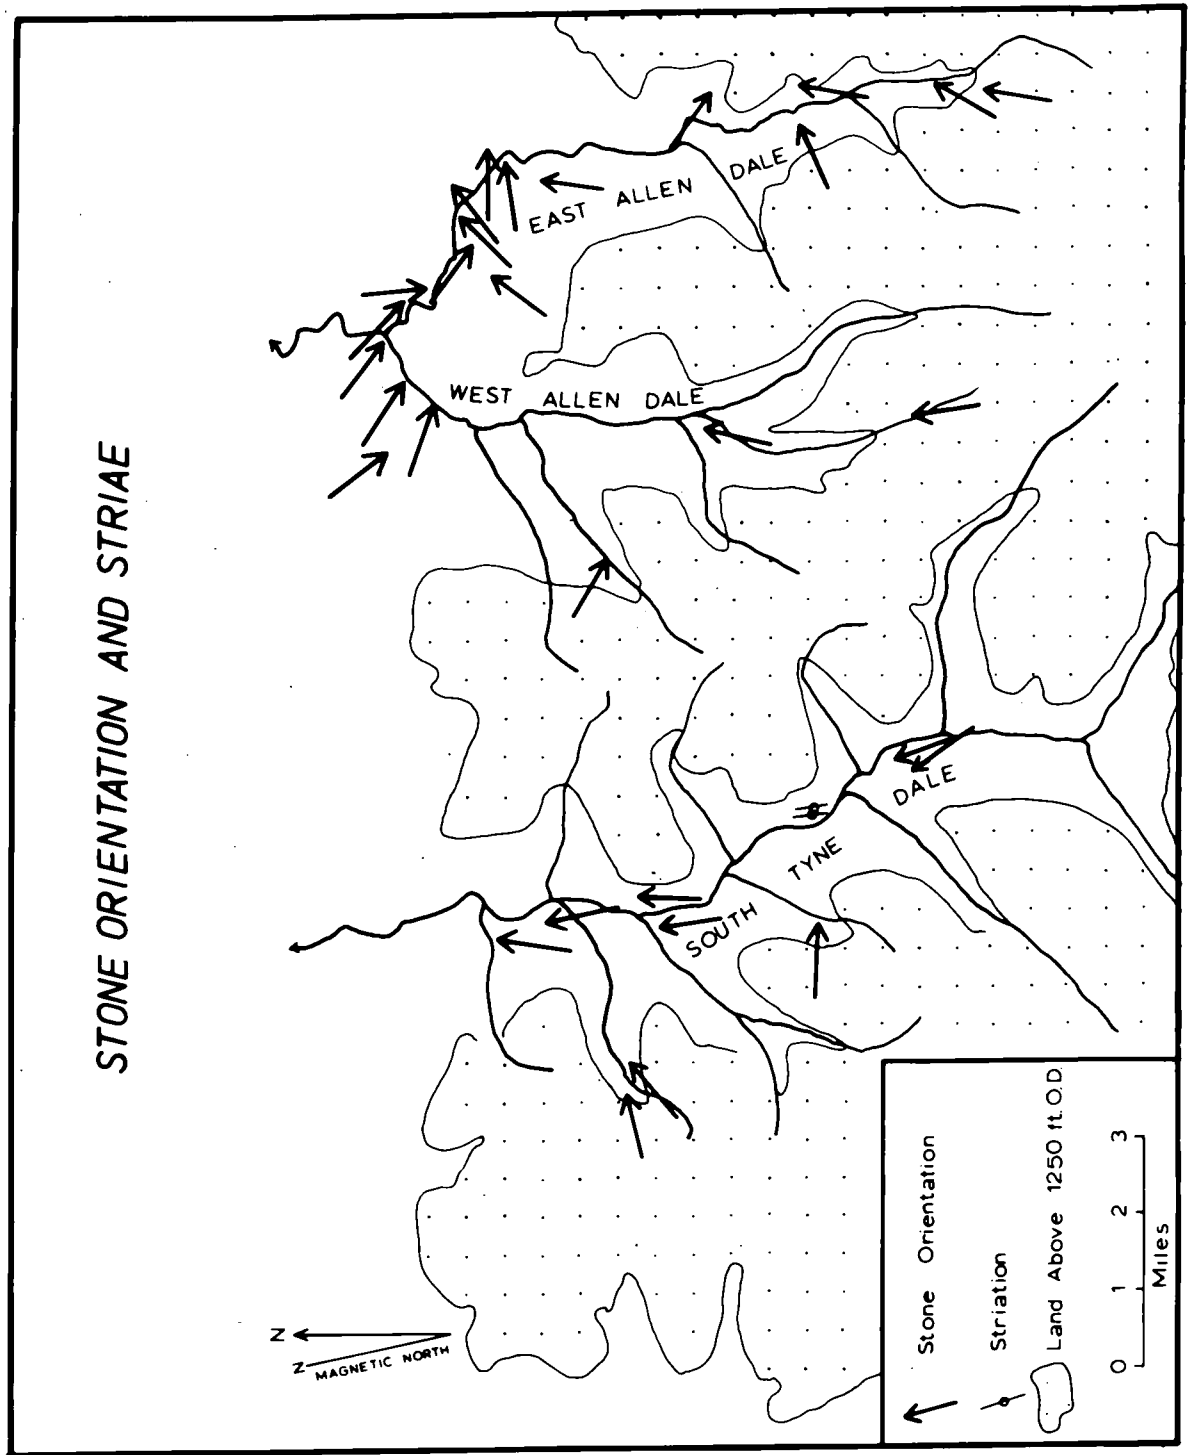 STONE ORIENTATION AND STRIAE
EAST ALLEN DALE
WEST ALLEN DALE
SOUTH TYNE DALE
N
N
MAGNETIC NORTH
Stone Orientation
Striation
Land Above 1250 ft. O.D.
0 1 2 3
Miles